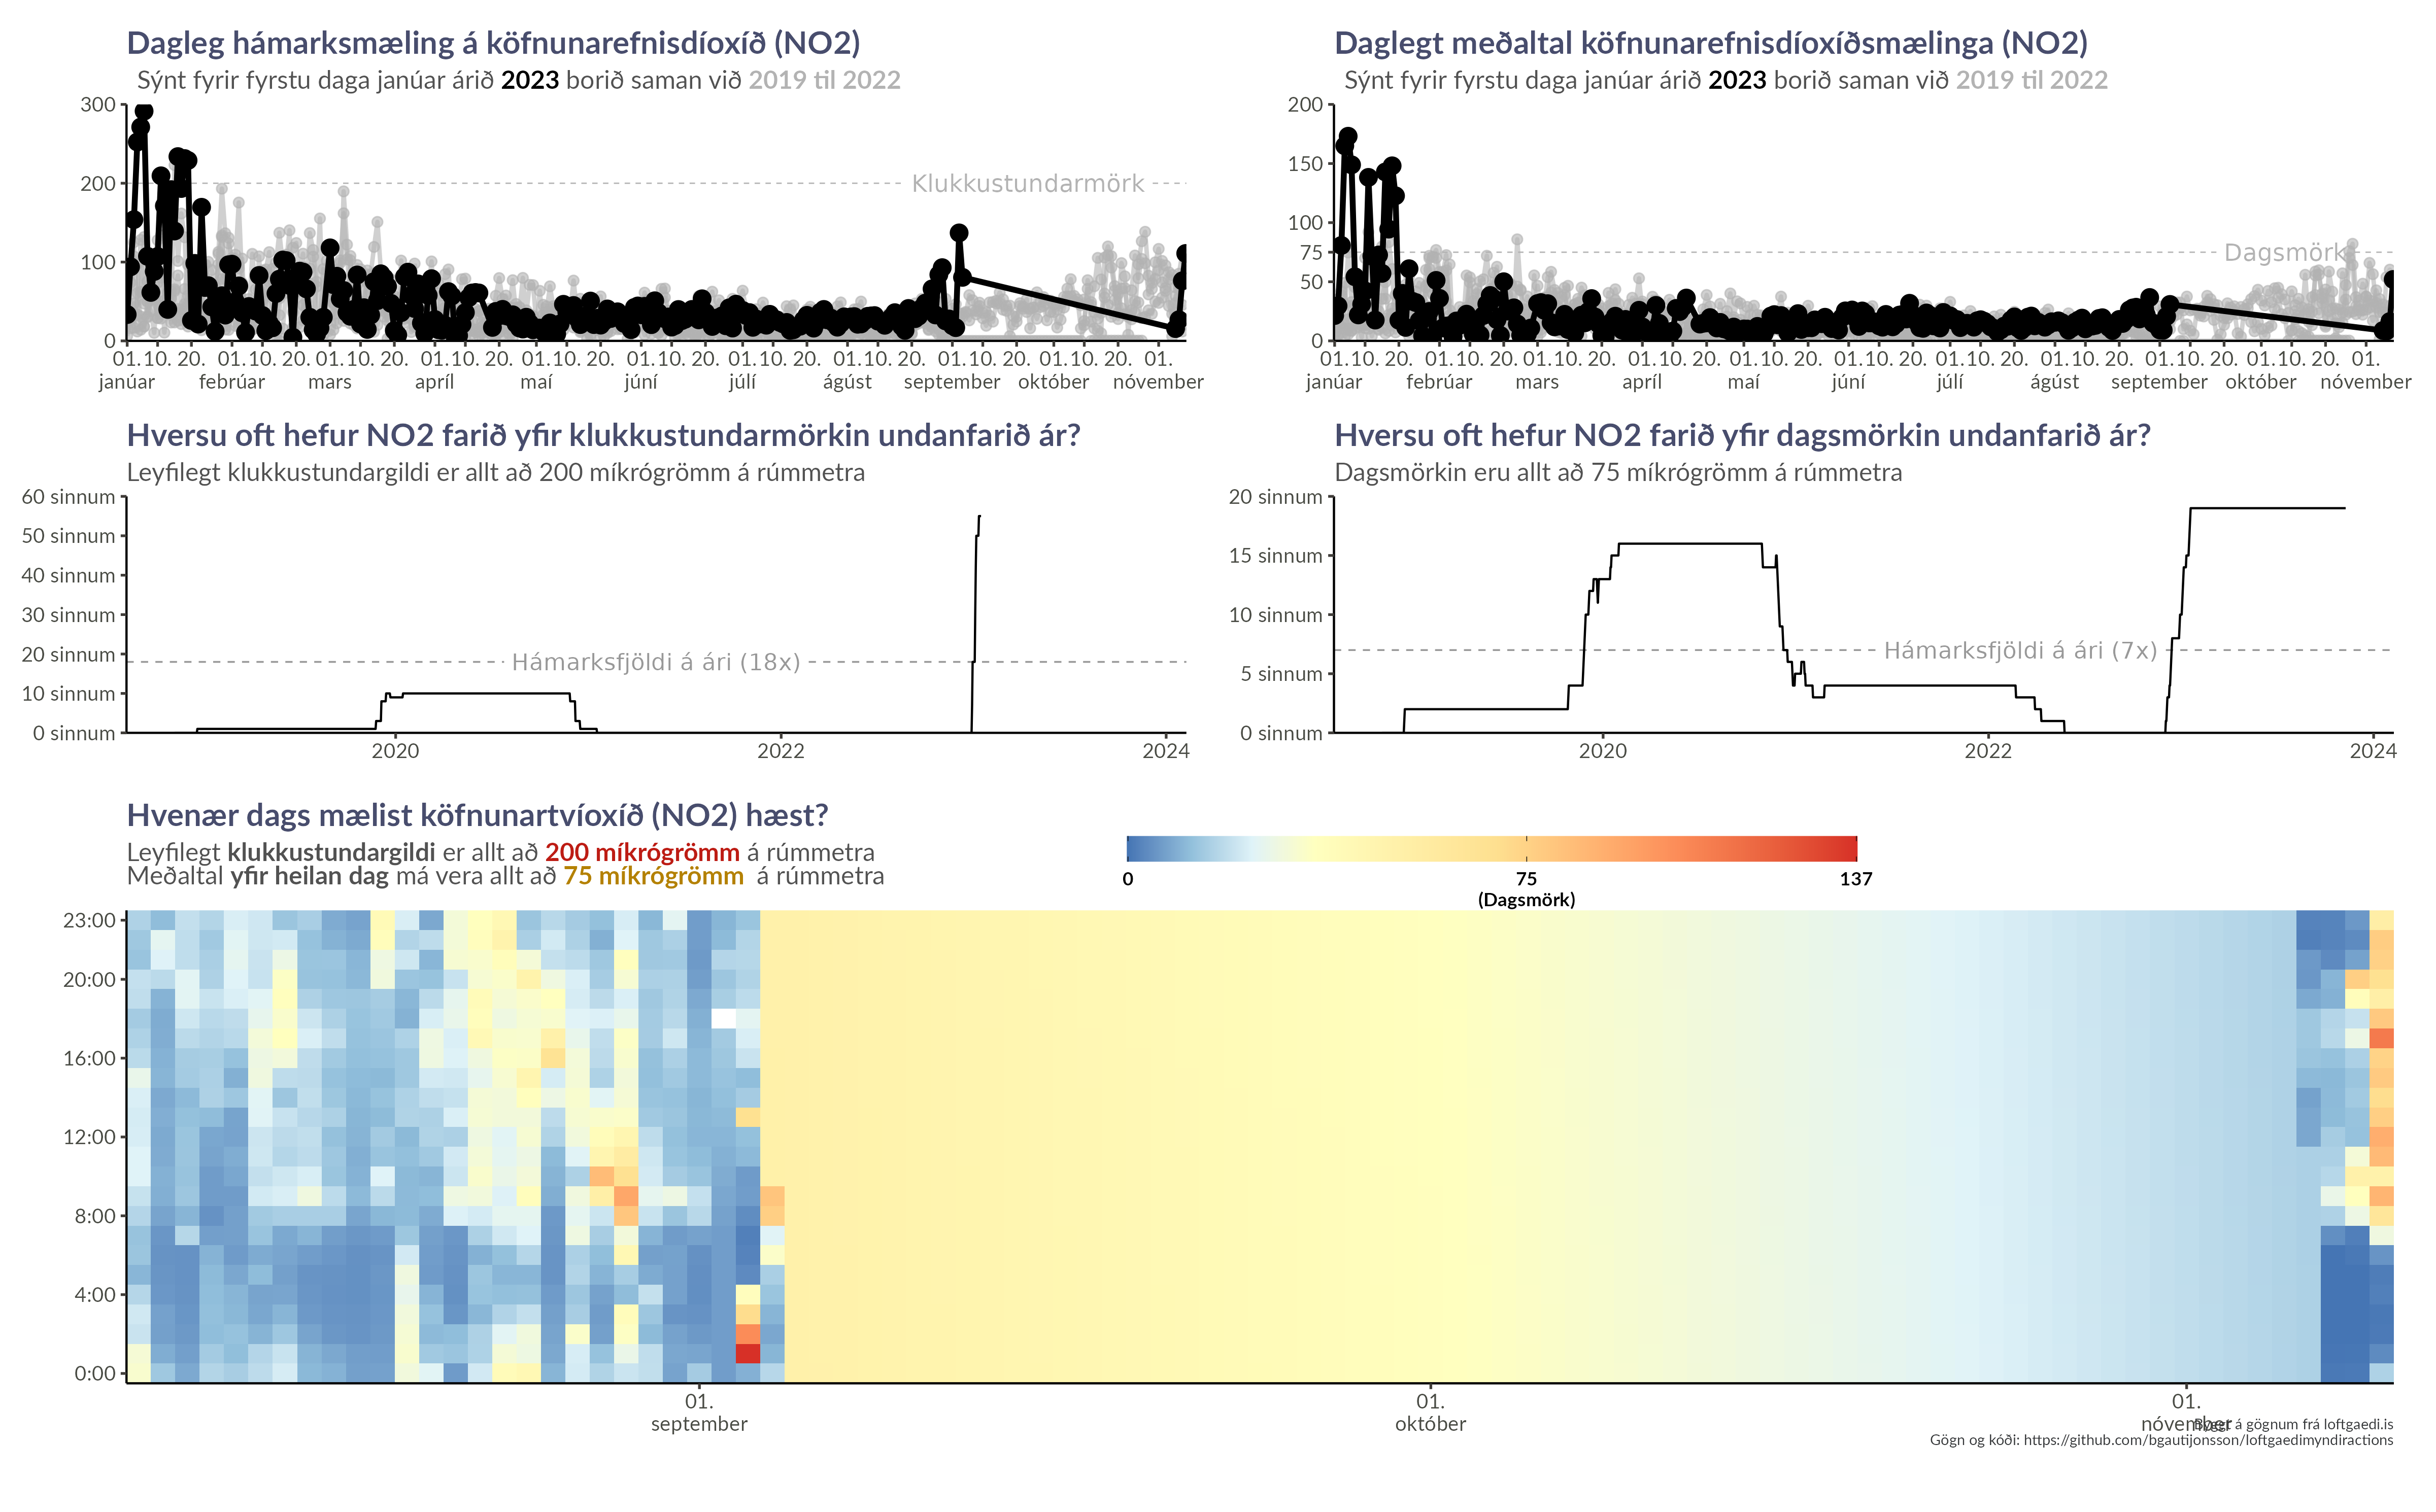 Dagleg hámarksmæling á köfnunarefnisdíoxíð (NO2)
Sýnt fyrir fyrstu daga janúar árið 2023 borið saman við 2019 til 2022
300
200
100
0
Klukkustundarmörk
01. 10. 20. 01. 10. 20. 01. 10. 20. 01. 10. 20. 01. 10. 20. 01. 10. 20. 01. 10. 20. 01. 10. 20. 01. 10. 20. 01. 10. 20. 01.
janúar febrúar mars apríl maí júní júlí ágúst september október nóvember
Daglegt meðaltal köfnunarefnisdíoxíðsmælinga (NO2)
Sýnt fyrir fyrstu daga janúar árið 2023 borið saman við 2019 til 2022
200
150
100
75
50
0
Dagsmörk
01. 10. 20. 01. 10. 20. 01. 10. 20. 01. 10. 20. 01. 10. 20. 01. 10. 20. 01. 10. 20. 01. 10. 20. 01. 10. 20. 01. 10. 20. 01.
janúar febrúar mars apríl maí júní júlí ágúst september október nóvember
Hversu oft hefur NO2 farið yfir klukkustundarmörkin undanfarið ár?
Leyfilegt klukkustundargildi er allt að 200 míkrógrömm á rúmmetra
60 sinnum
50 sinnum
40 sinnum
30 sinnum
20 sinnum
10 sinnum
0 sinnum
Hámarksfjöldi á ári (18x)
2020 2022 2024
Hversu oft hefur NO2 farið yfir dagsmörkin undanfarið ár?
Dagsmörkin eru allt að 75 míkrógrömm á rúmmetra
20 sinnum
15 sinnum
10 sinnum
5 sinnum
0 sinnum
Hámarksfjöldi á ári (7x)
2020 2022 2024
Hvenær dags mælist köfnunartvíoxíð (NO2) hæst?
Leyfilegt klukkustundargildi er allt að 200 míkrógrömm á rúmmetra
Meðaltal yfir heilan dag má vera allt að 75 míkrógrömm á rúmmetra
0 75 137
(Dagsmörk)
23:00
20:00
16:00
12:00
8:00
4:00
0:00
01. 01. 01.
september október nóvember
Byggt á gögnum frá loftgaedi.is
Gögn og kóði: https://github.com/bgautijonsson/loftgaedimyndiractions